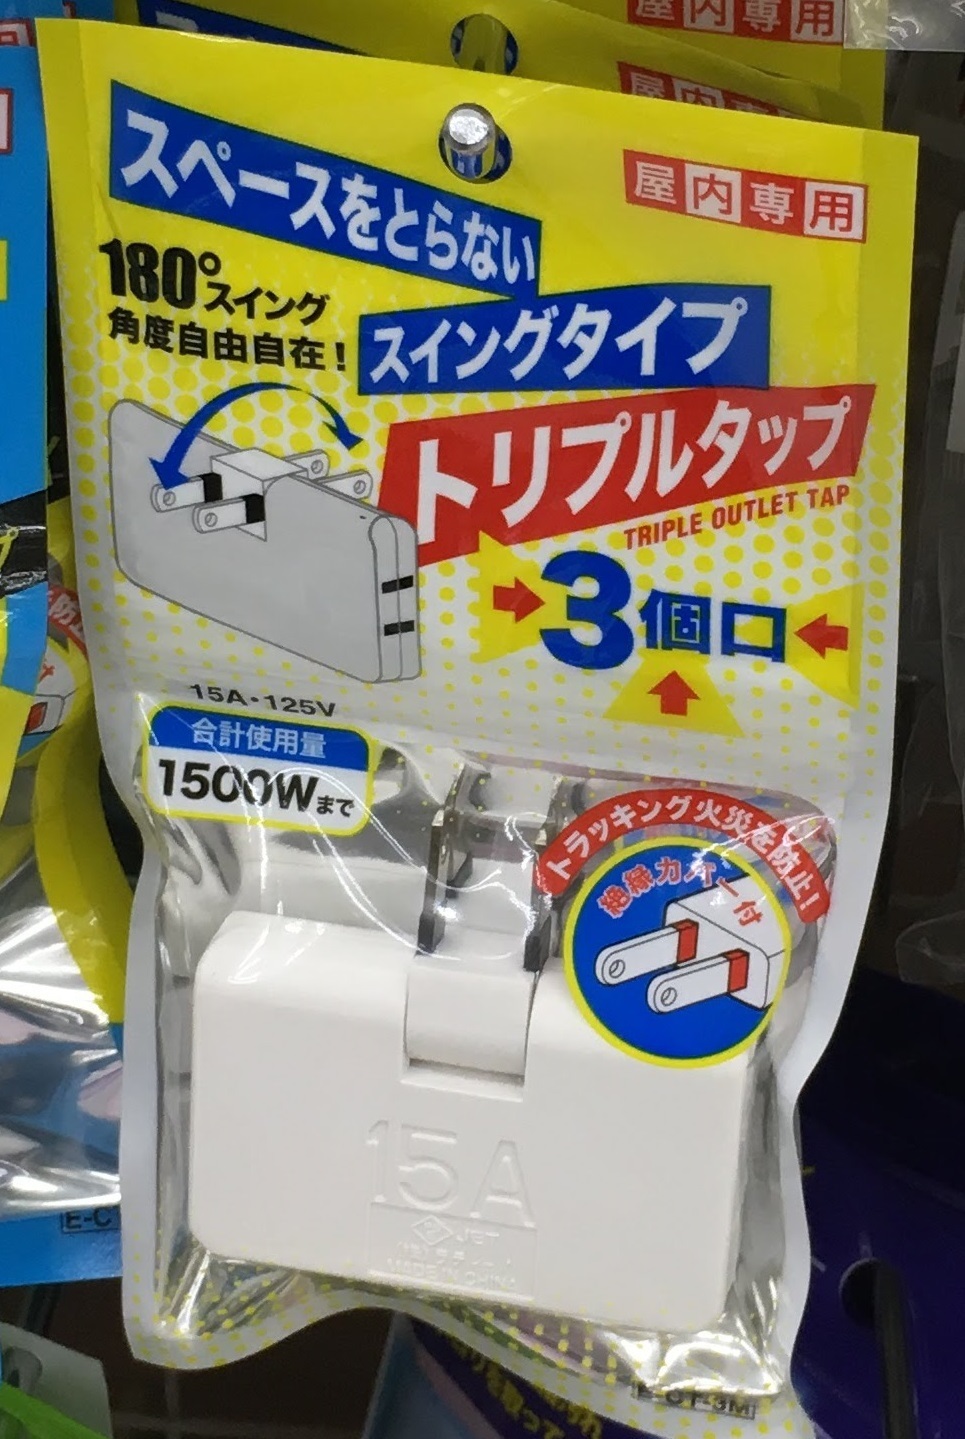 屋内専用
スペースをとらない
180°スイング
角度自由自在!
スイングタイプ
トリプルタップ
TRIPLE OUTLET TAP
3個口
15A・125V
合計使用量
1500Wまで
トラッキング火災を防止!
絶縁カバー付
15A
JET
MADE IN CHINA